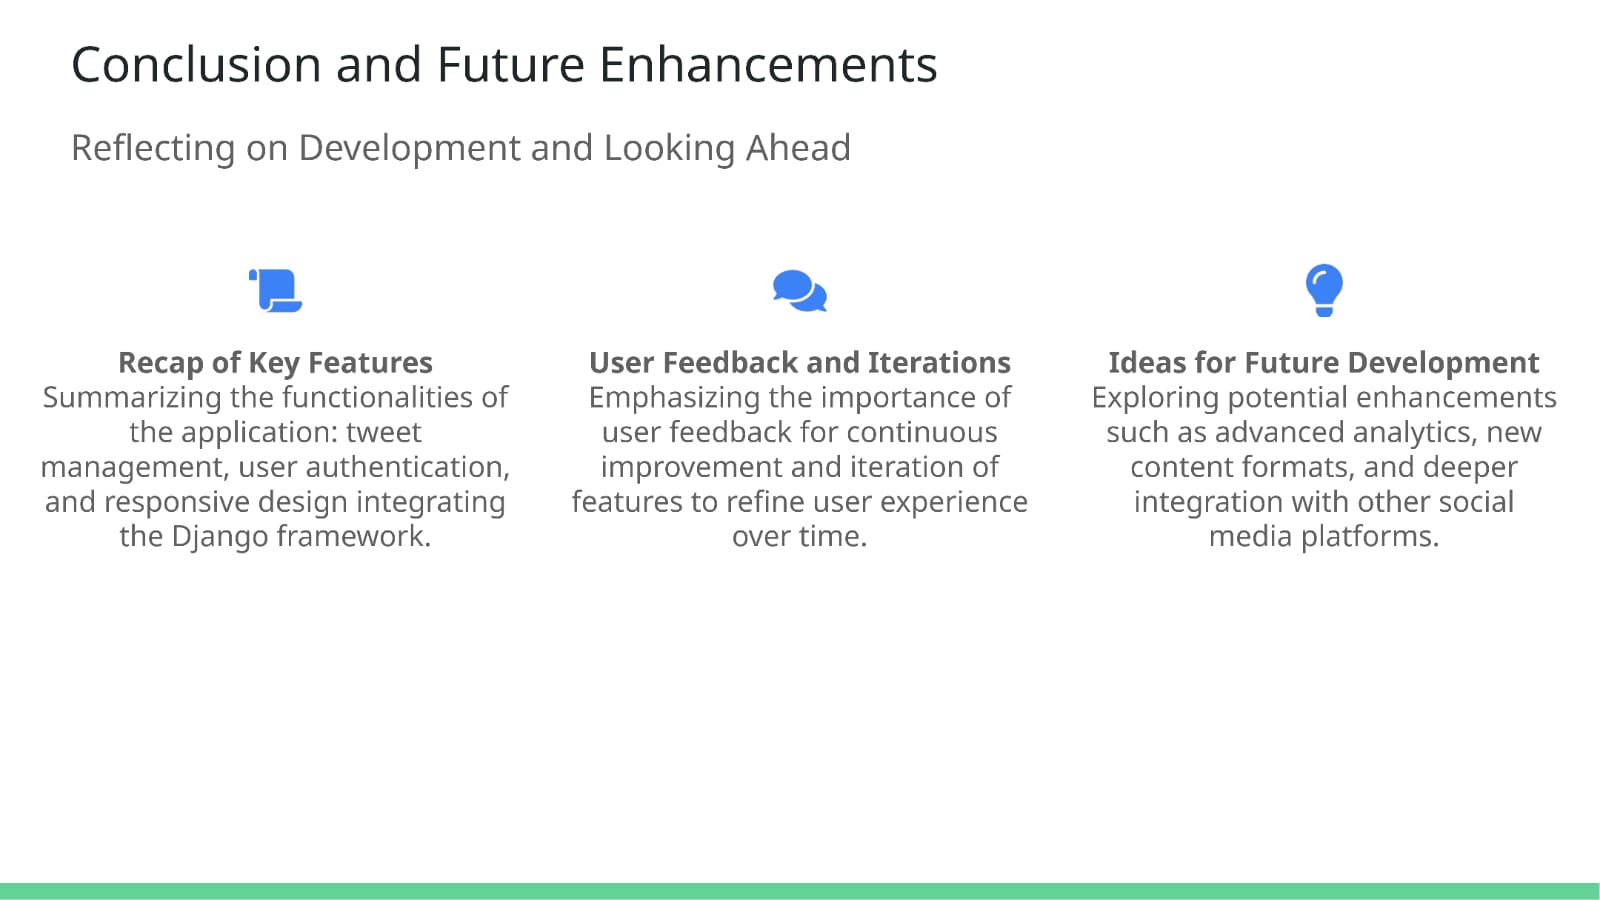 Conclusion and Future Enhancements
Reflecting on Development and Looking Ahead
Recap of Key Features
Summarizing the functionalities of
the application: tweet
management, user authentication,
and responsive design integrating
the Django framework.
User Feedback and Iterations
Emphasizing the importance of
user feedback for continuous
improvement and iteration of
features to refine user experience
over time.
Ideas for Future Development
Exploring potential enhancements
such as advanced analytics, new
content formats, and deeper
integration with other social
media platforms.